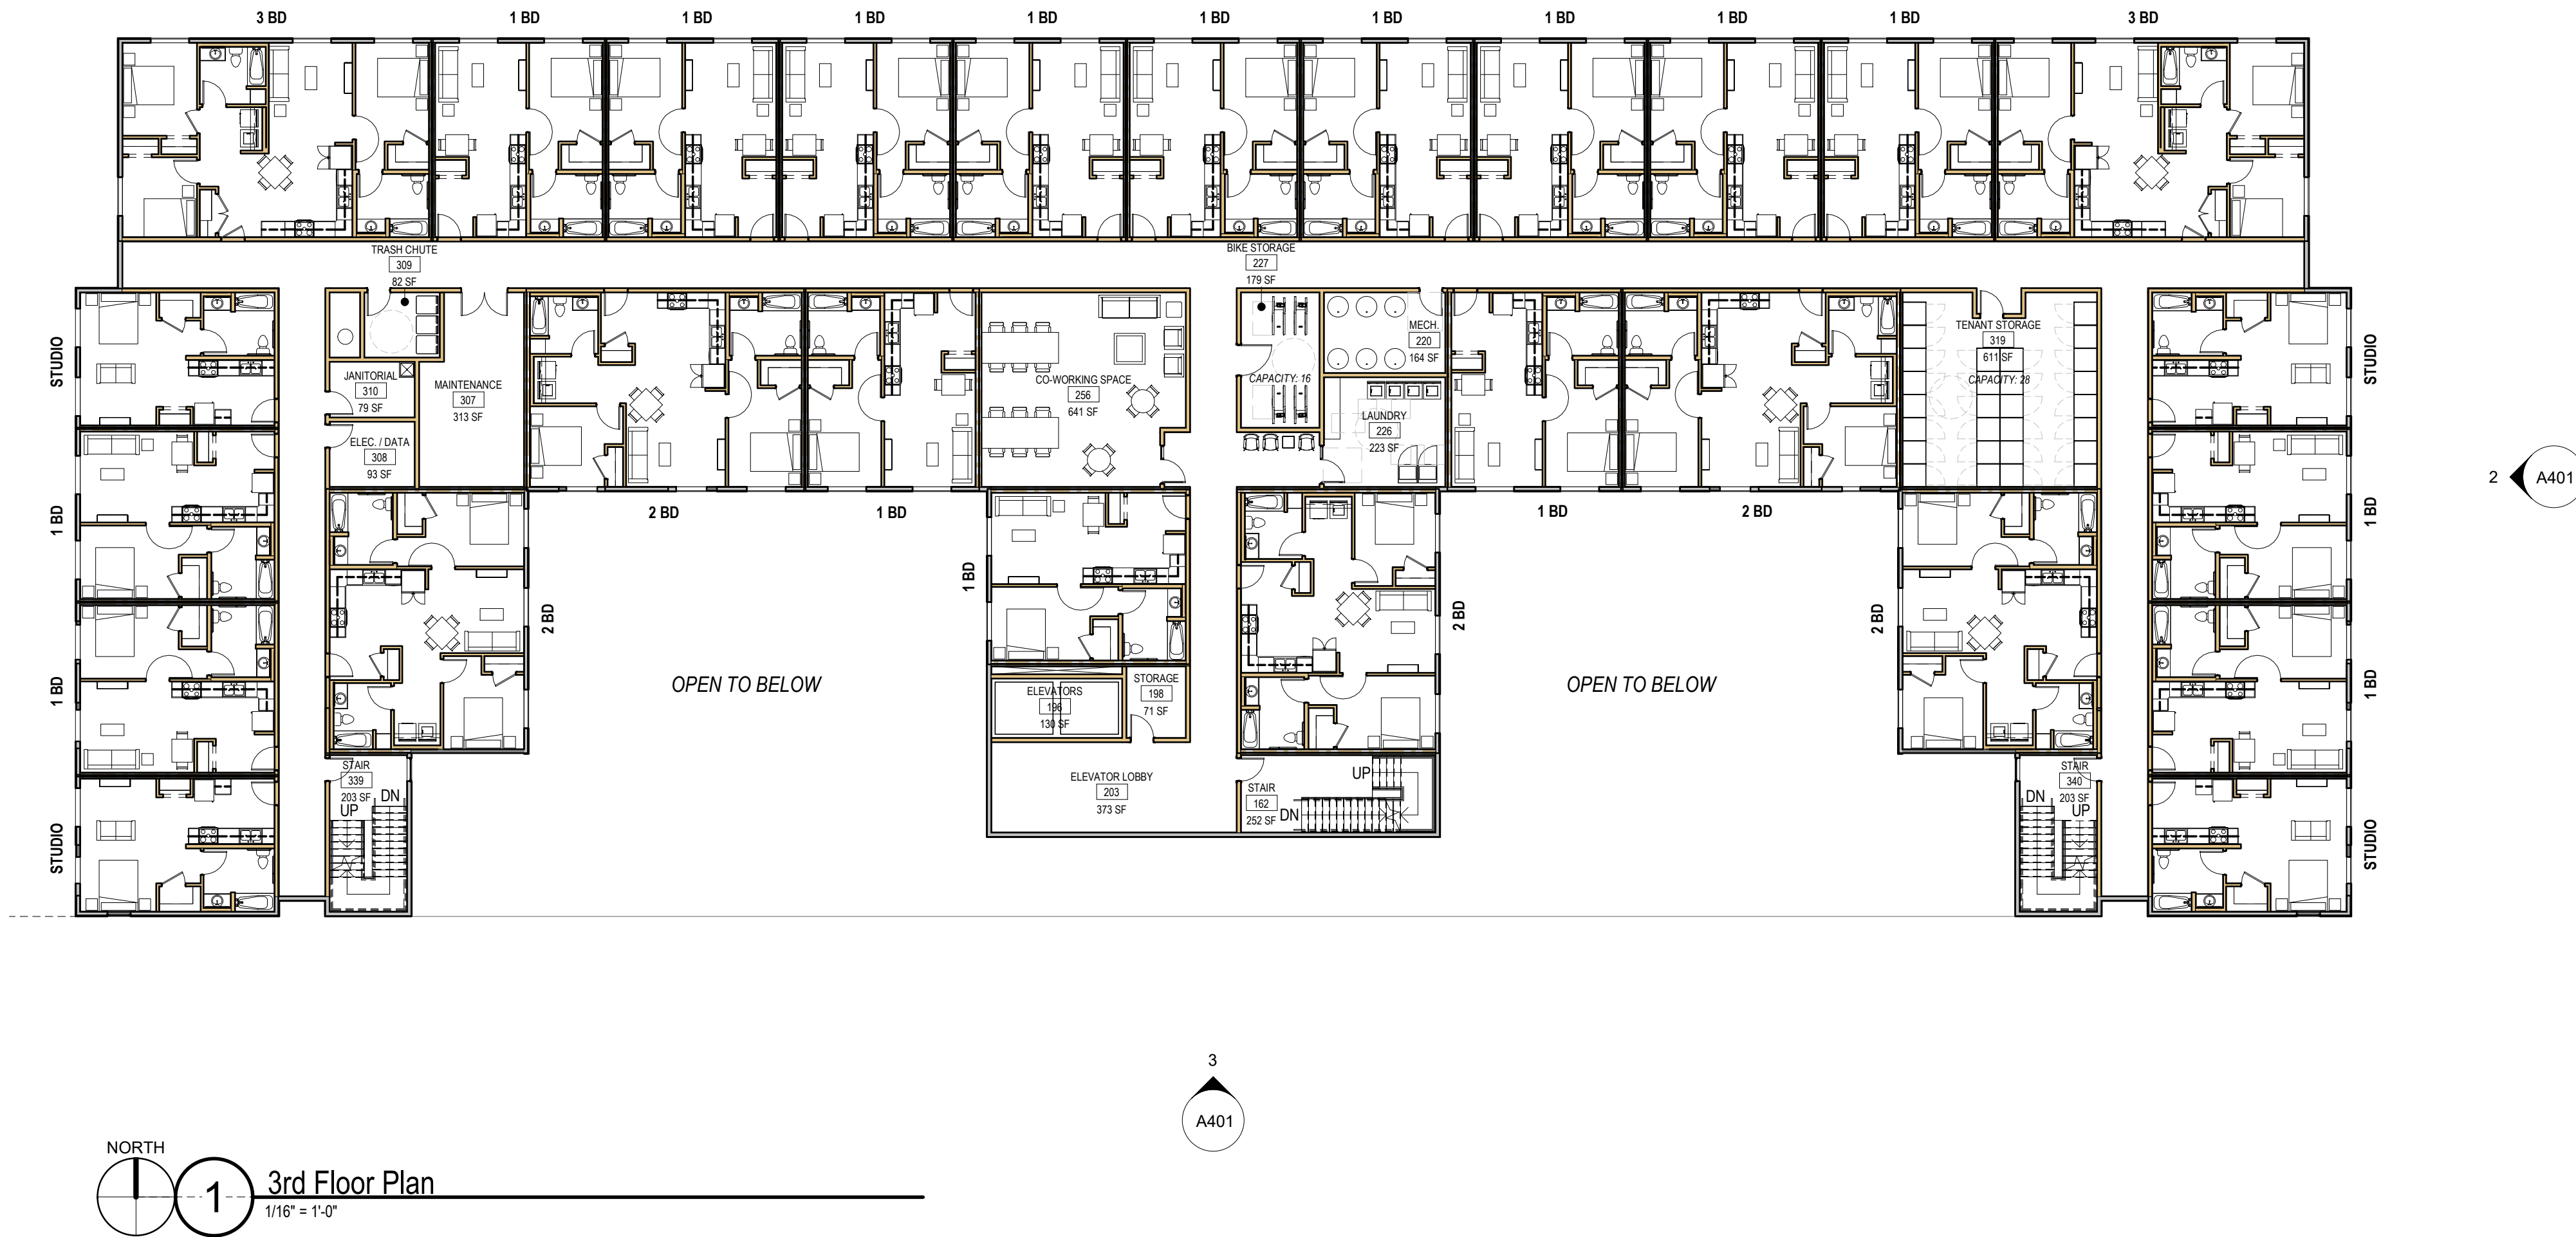 3 BD
1 BD
1 BD
1 BD
1 BD
1 BD
1 BD
1 BD
1 BD
1 BD
3 BD
TRASH CHUTE
309
82 SF
BIKE STORAGE
227
179 SF
CAPACITY: 16
MECH.
220
164 SF
TENANT STORAGE
319
611 SF
CAPACITY: 28
STUDIO
JANITORIAL
310
79 SF
MAINTENANCE
307
313 SF
CO-WORKING SPACE
256
641 SF
LAUNDRY
226
223 SF
STUDIO
ELEC. / DATA
308
93 SF
2
A401
1 BD
2 BD
1 BD
1 BD
2 BD
1 BD
1 BD
2 BD
2 BD
2 BD
1 BD
OPEN TO BELOW
ELEVATORS
196
130 SF
STORAGE
198
71 SF
OPEN TO BELOW
1 BD
STAIR
339
203 SF
DN
UP
ELEVATOR LOBBY
203
373 SF
STAIR
162
252 SF
UP
DN
STAIR
340
203 SF
DN
UP
STUDIO
STUDIO
3
A401
NORTH
1
3rd Floor Plan
1/16" = 1'-0"